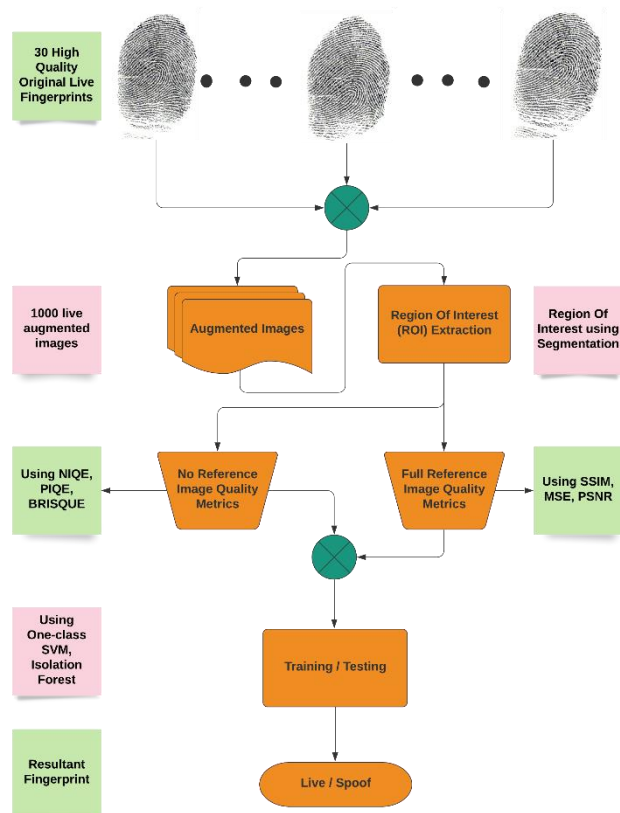 30 High
Quality
Original Live
Fingerprints
1000 live
augmented
images
Augmented Images
Region Of Interest
(ROI) Extraction
Region Of
Interest using
Segmentation
Using NIQE,
PIQE,
BRISQUE
No Reference
Image Quality
Metrics
Full Reference
Image Quality
Metrics
Using SSIM,
MSE, PSNR
Using
One-class
SVM,
Isolation
Forest
Training / Testing
Resultant
Fingerprint
Live / Spoof